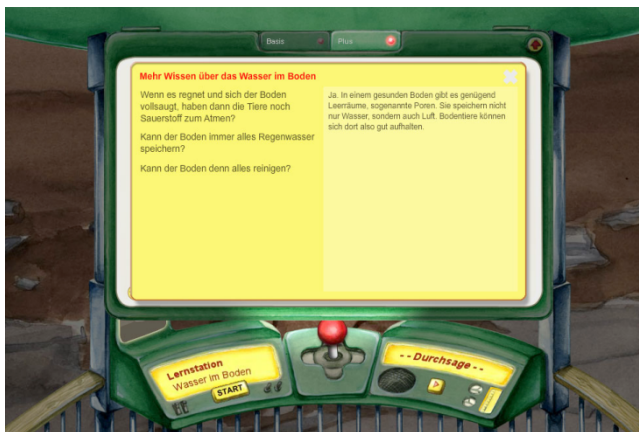 Basis
Plus
Mehr Wissen über das Wasser im Boden
Wenn es regnet und sich der Boden
vollsaugt, haben dann die Tiere noch
Sauerstoff zum Atmen?
Kann der Boden immer alles Regenwasser
speichern?
Kann der Boden denn alles reinigen?
Ja. In einem gesunden Boden gibt es genügend
Leerräume, sogenannte Poren. Sie speichern nicht
nur Wasser, sondern auch Luft. Bodentiere können
sich dort also gut aufhalten.
Lernstation
Wasser im Boden
START
- - Durchsage - -